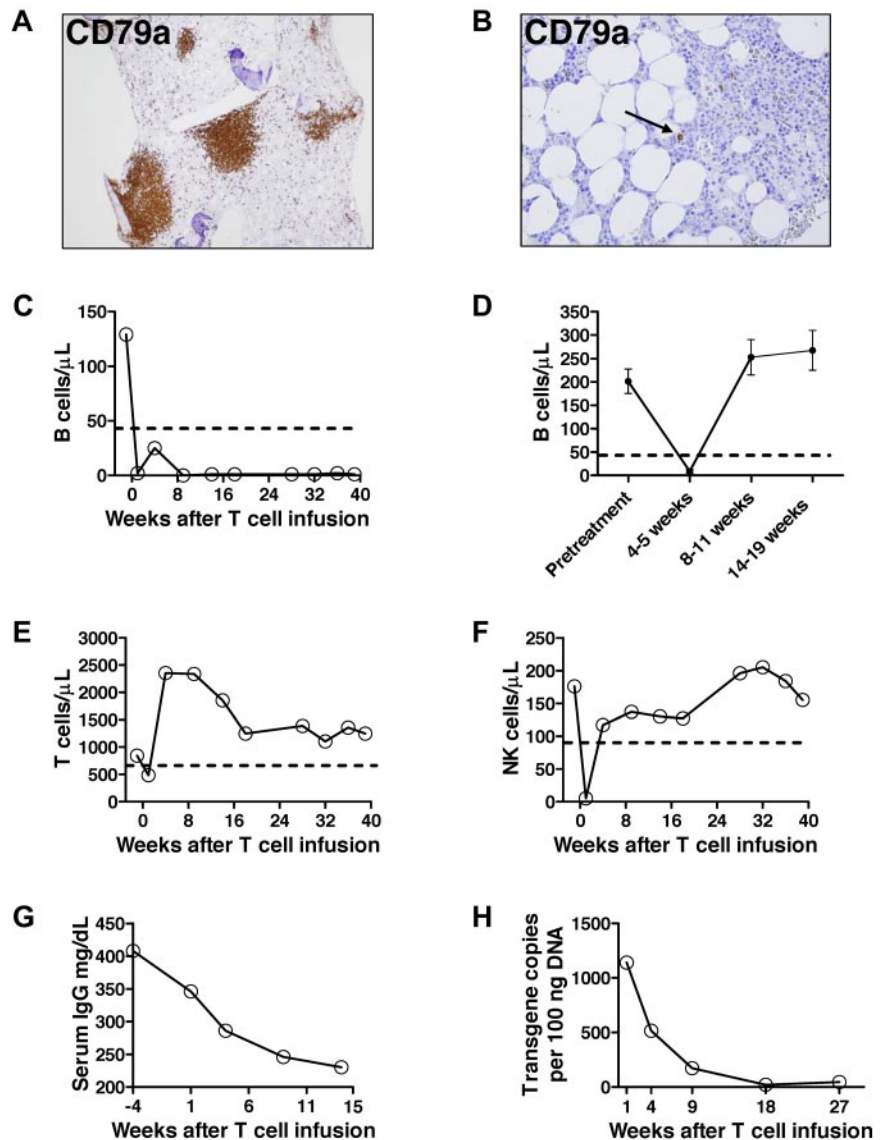 A
CD79a
B
CD79a
C
B cells/μL
150
100
50
0
0 8 16 24 32 40
Weeks after T cell infusion
D
B cells/μL
350
300
250
200
150
100
50
0
Pretreatment
4-5 weeks
8-11 weeks
14-19 weeks
E
T cells/μL
3000
2500
2000
1500
1000
500
0
0 8 16 24 32 40
Weeks after T cell infusion
F
NK cells/μL
250
200
150
100
50
0
0 8 16 24 32 40
Weeks after T cell infusion
G
Serum IgG mg/dL
450
400
350
300
250
200
-4 1 6 11 15
Weeks after T cell infusion
H
Transgene copies
per 100 ng DNA
1500
1000
500
0
1 4 9 18 27
Weeks after T cell infusion